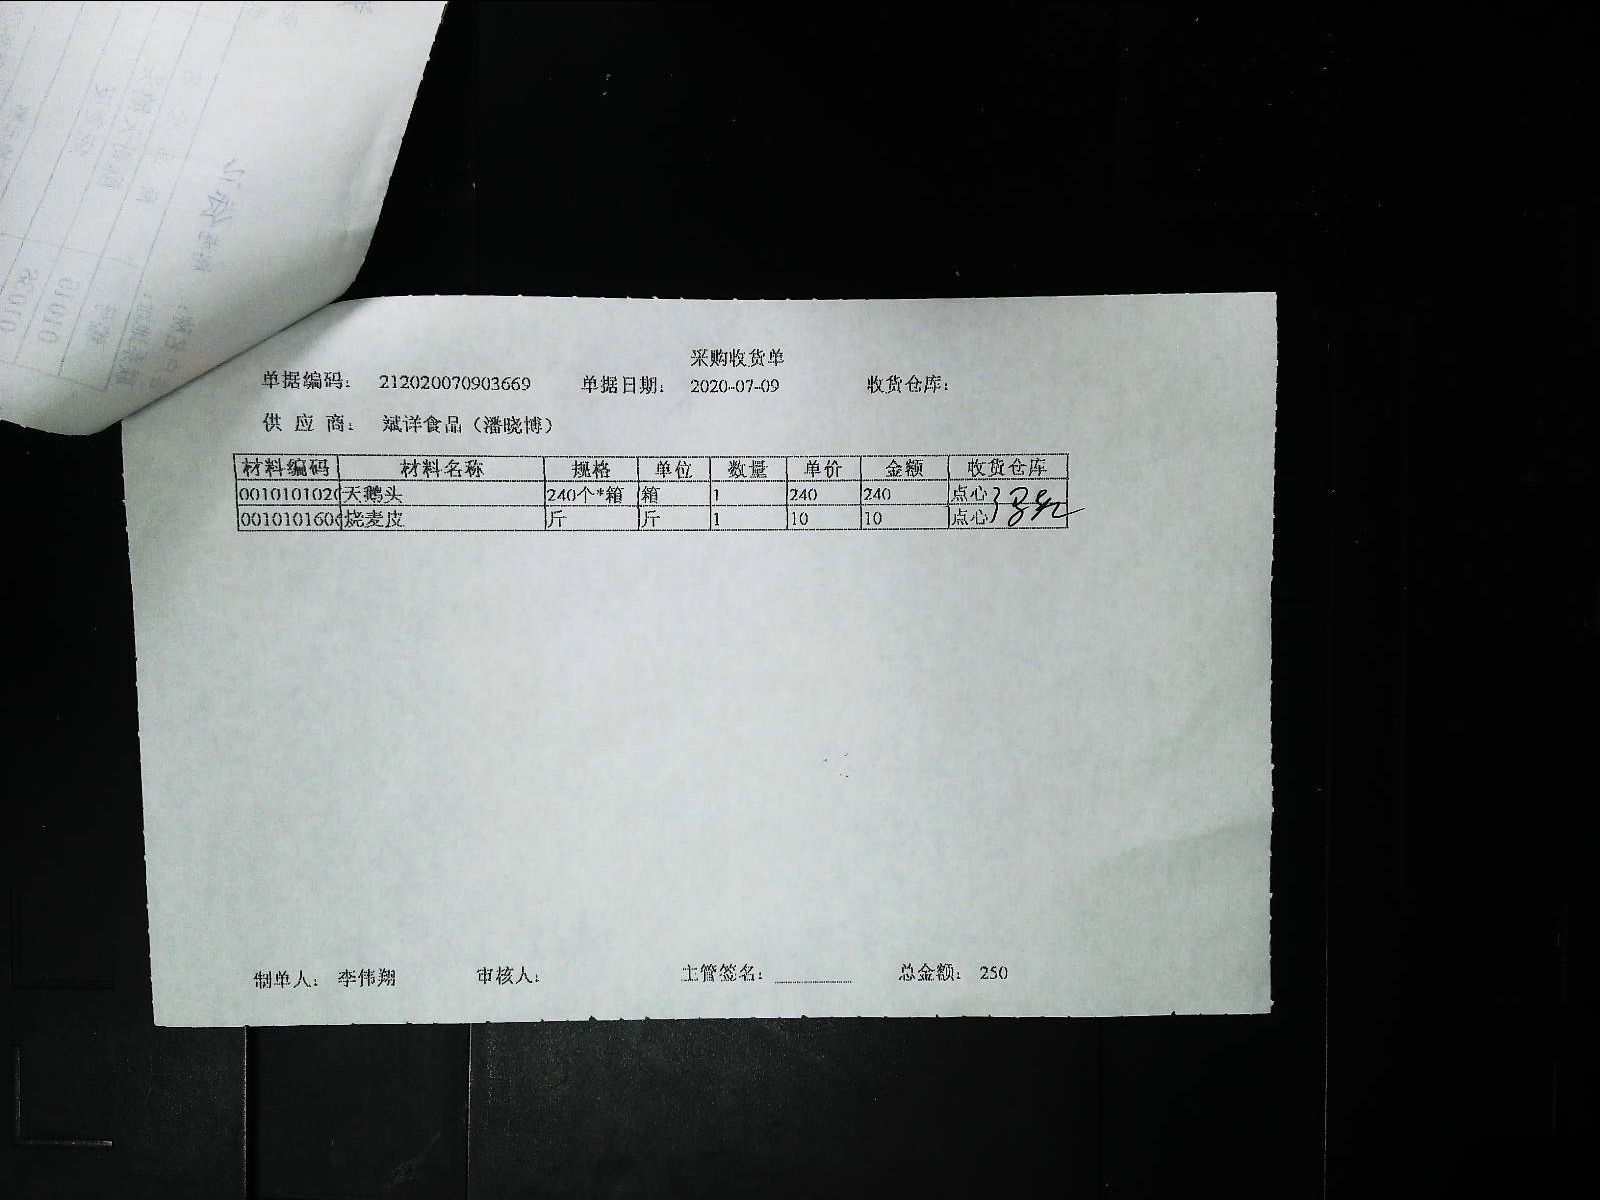 采购收货单
单据编码： 212020070903669 单据日期： 2020-07-09 收货仓库：
供 应 商： 斌洋食品（潘晓博）
材料编码 材料名称 规格 单位 数量 单价 金额 收货仓库
0010101020 天鹅头 240个*箱 箱 1 240 240 点心
0010101606 烧麦皮 斤 斤 1 10 10 点心
制单人： 李伟翔 审核人： 主管签名： 总金额： 250